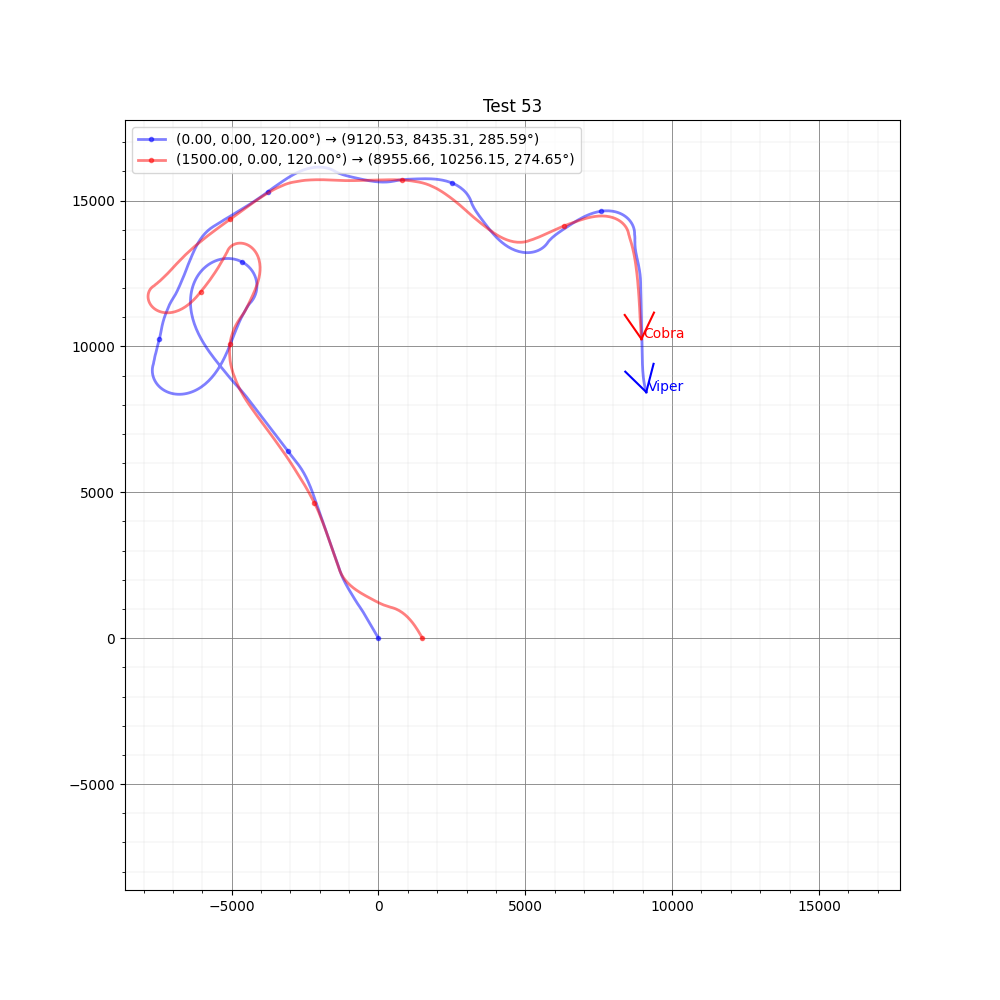 Test 53
(0.00, 0.00, 120.00°) → (9120.53, 8435.31, 285.59°)
(1500.00, 0.00, 120.00°) → (8955.66, 10256.15, 274.65°)
15000
10000
5000
0
−5000
Cobra
Viper
−5000 0 5000 10000 15000